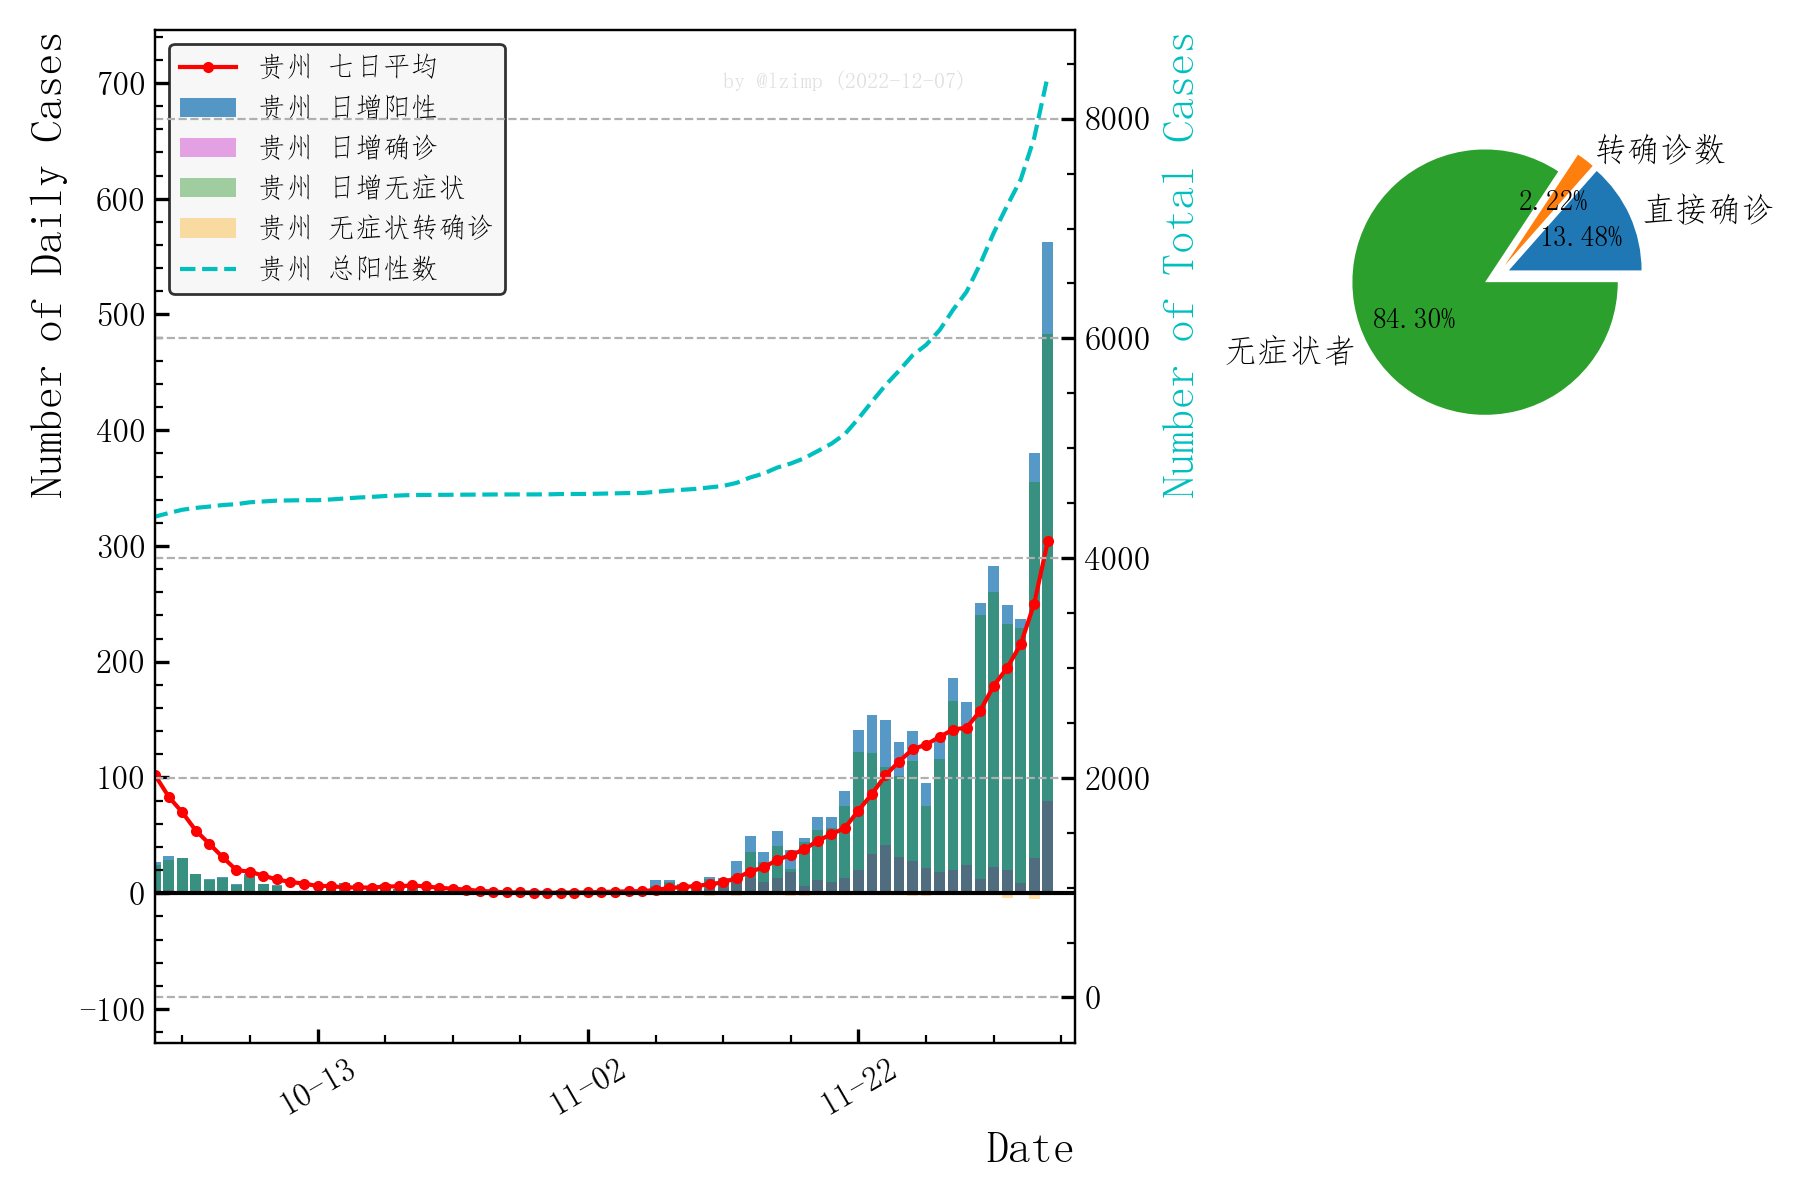 Number of Daily Cases
700
600
500
400
300
200
100
0
−100
贵州 七日平均
贵州 日增阳性
贵州 日增确诊
贵州 日增无症状
贵州 无症状转确诊
贵州 总阳性数
by @lzimp (2022-12-07)
8000
6000
4000
2000
0
Number of Total Cases
10-13
11-02
11-22
Date
转确诊数
2.22%
直接确诊
13.48%
84.30%
无症状者